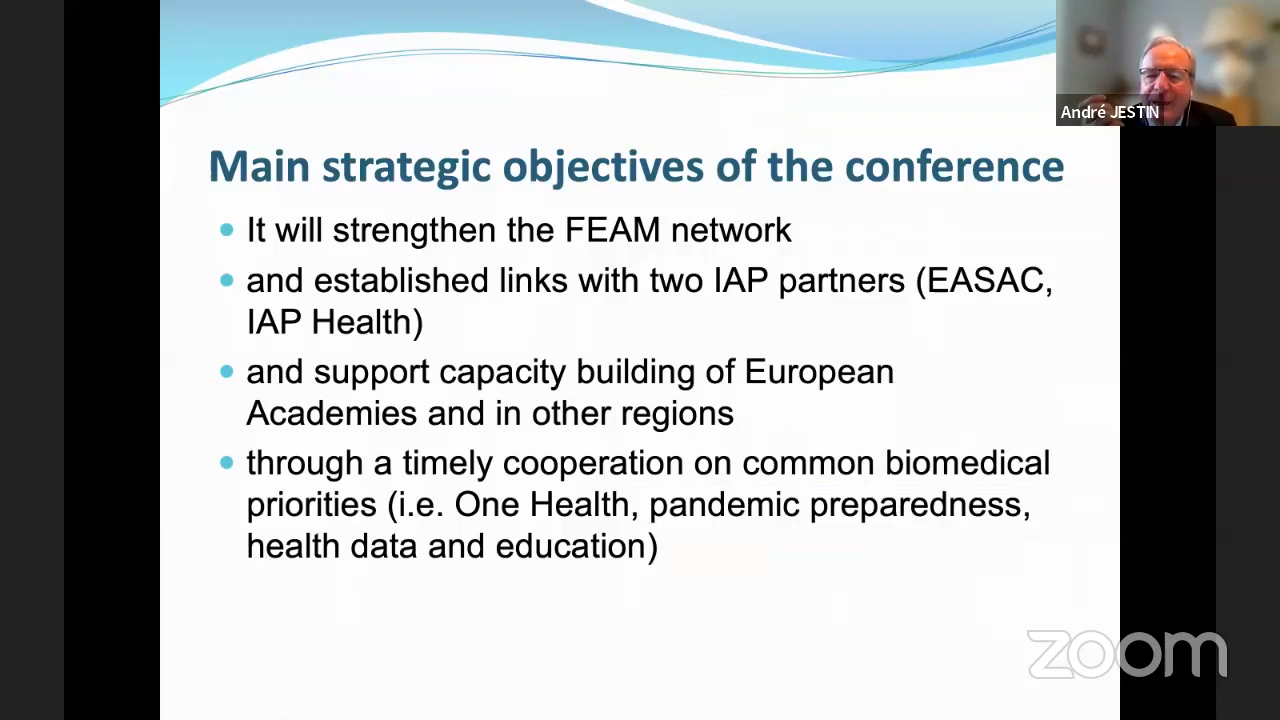 André JESTIN
Main strategic objectives of the conference
• It will strengthen the FEAM network
• and established links with two IAP partners (EASAC,
IAP Health)
• and support capacity building of European
Academies and in other regions
• through a timely cooperation on common biomedical
priorities (i.e. One Health, pandemic preparedness,
health data and education)
zoom